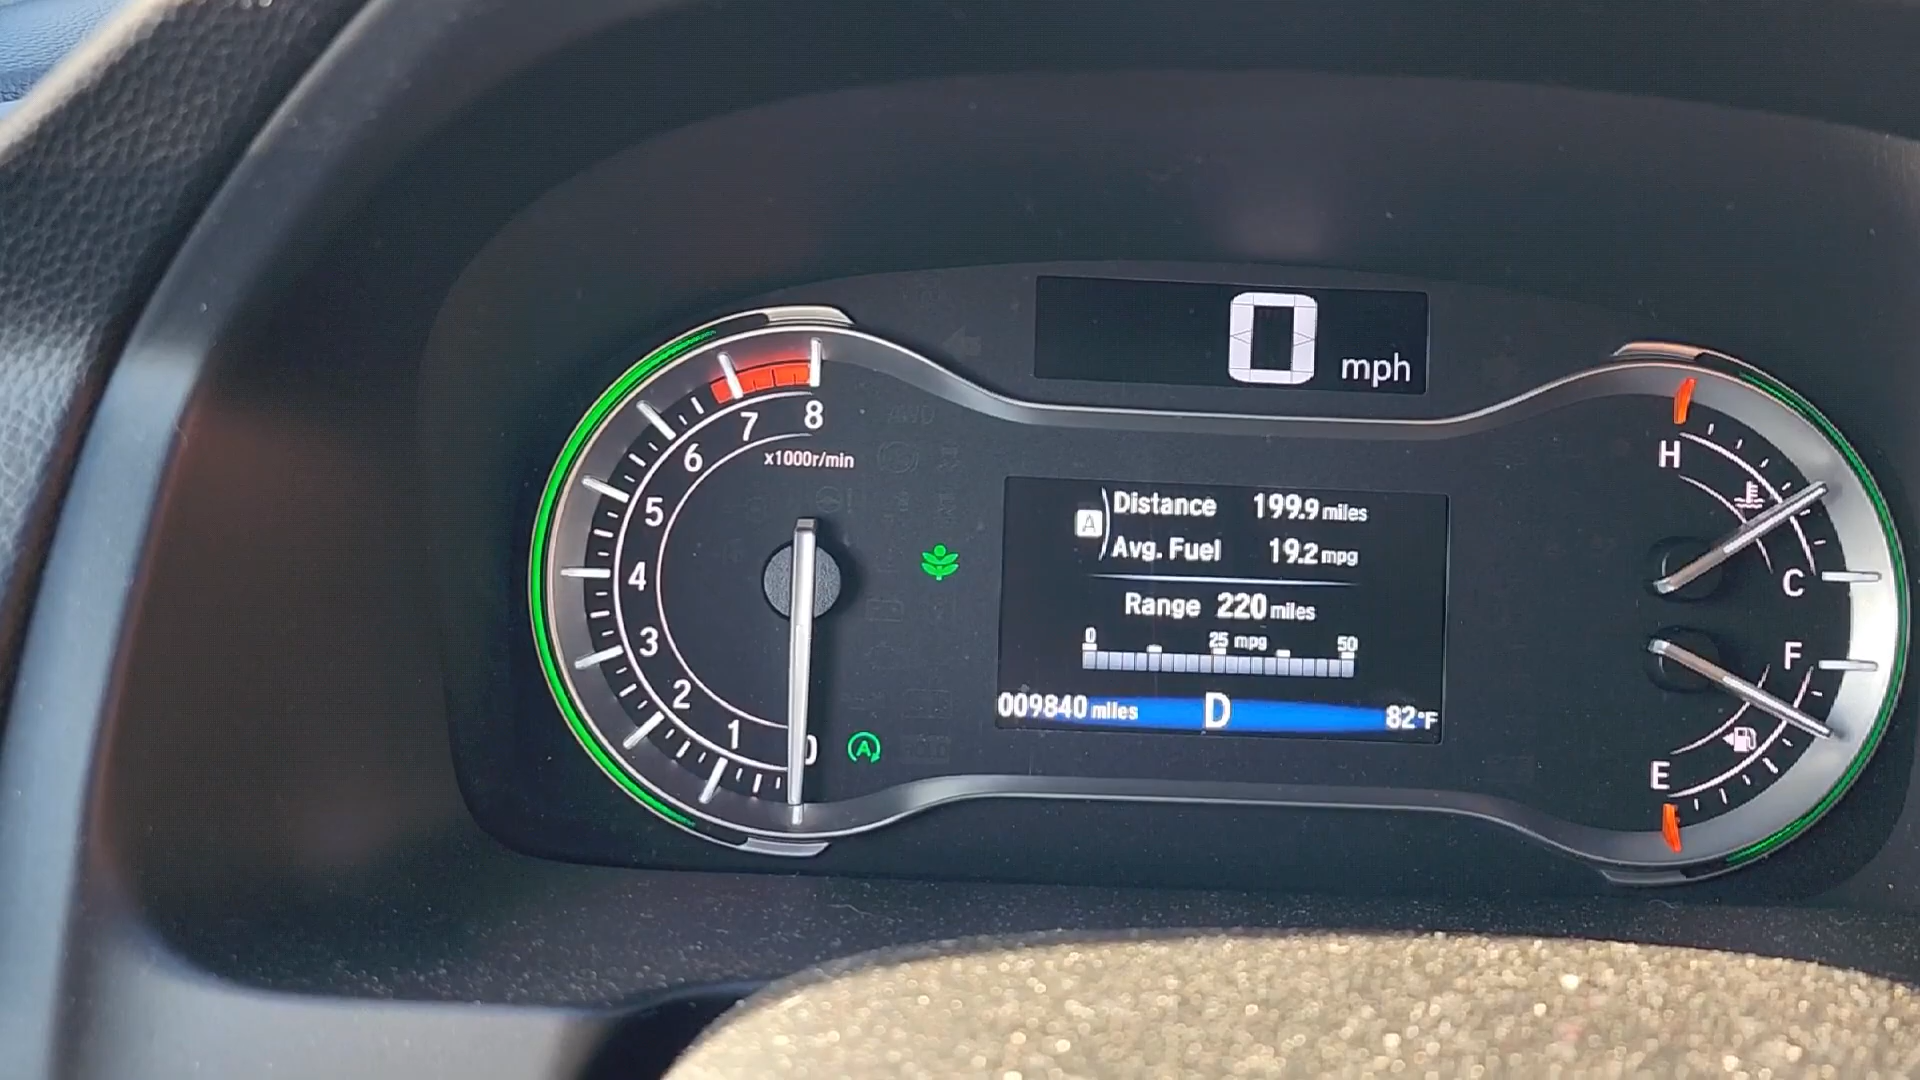 0 mph
8
7
6
5
4
3
2
1
0
x1000r/min
AWD
A
Distance 199.9 miles
Avg. Fuel 19.2 mpg
Range 220 miles
0 25 mpg 50
009840 miles D 82°F
A
H
C
F
E